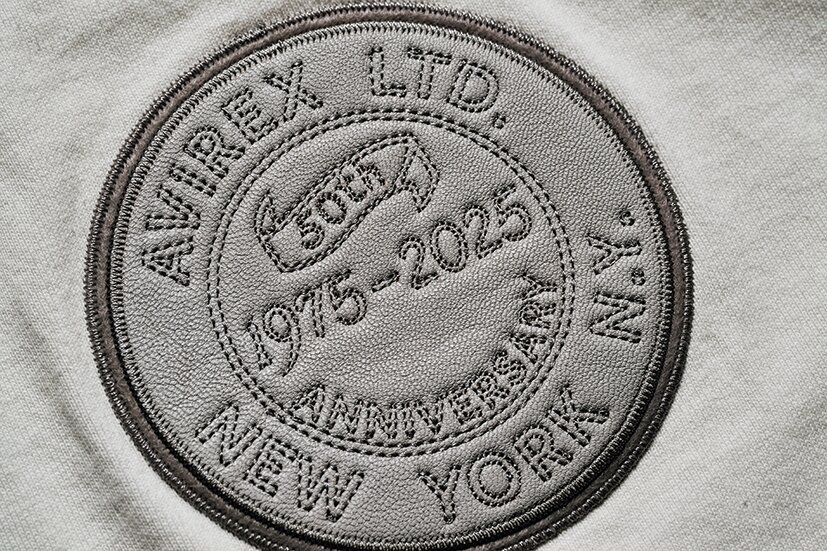 AVIREX LTD.
N.Y.
NEW YORK
50th
1975-2025
ANNIVERSARY